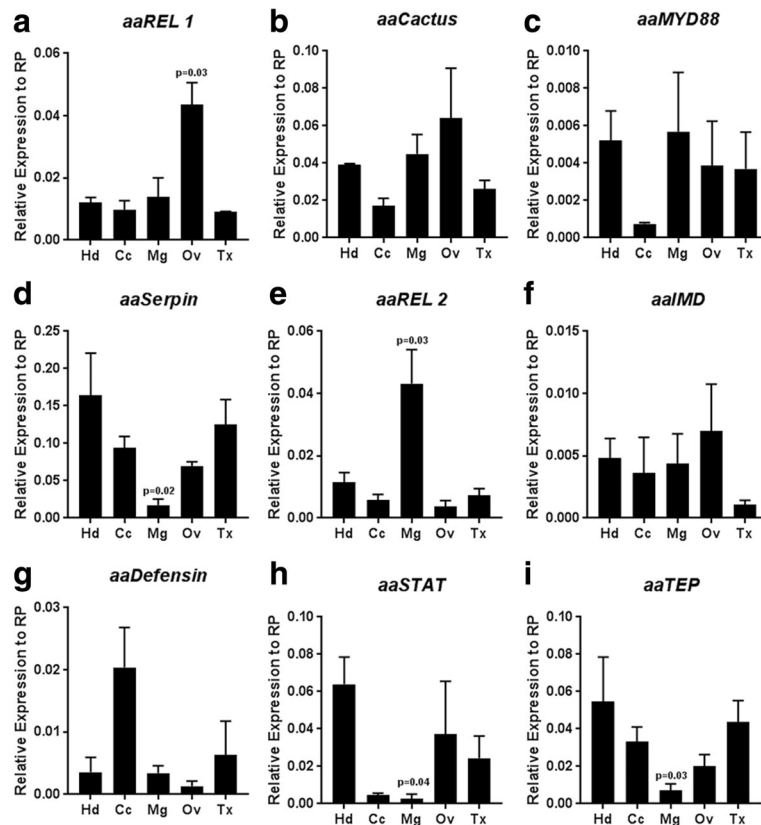 a
aaREL 1
Relative Expression to RP
0.06
0.04
0.02
0.00
p=0.03
Hd Cc Mg Ov Tx
b
aaCactus
Relative Expression to RP
0.10
0.08
0.06
0.04
0.02
0.00
Hd Cc Mg Ov Tx
c
aaMYD88
Relative Expression to RP
0.010
0.008
0.006
0.004
0.002
0.000
Hd Cc Mg Ov Tx
d
aaSerpin
Relative Expression to RP
0.25
0.20
0.15
0.10
0.05
0.00
p=0.02
Hd Cc Mg Ov Tx
e
aaREL 2
Relative Expression to RP
0.06
0.04
0.02
0.00
p=0.03
Hd Cc Mg Ov Tx
f
aaIMD
Relative Expression to RP
0.015
0.010
0.005
0.000
Hd Cc Mg Ov Tx
g
aaDefensin
Relative Expression to RP
0.03
0.02
0.01
0.00
Hd Cc Mg Ov Tx
h
aaSTAT
Relative Expression to RP
0.10
0.08
0.06
0.04
0.02
0.00
p=0.04
Hd Cc Mg Ov Tx
i
aaTEP
Relative Expression to RP
0.10
0.08
0.06
0.04
0.02
0.00
p=0.03
Hd Cc Mg Ov Tx